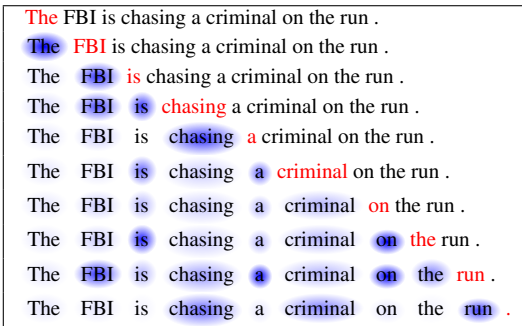 The FBI is chasing a criminal on the run .
The FBI is chasing a criminal on the run .
The FBI is chasing a criminal on the run .
The FBI is chasing a criminal on the run .
The FBI is chasing a criminal on the run .
The FBI is chasing a criminal on the run .
The FBI is chasing a criminal on the run .
The FBI is chasing a criminal on the run .
The FBI is chasing a criminal on the run .
The FBI is chasing a criminal on the run .